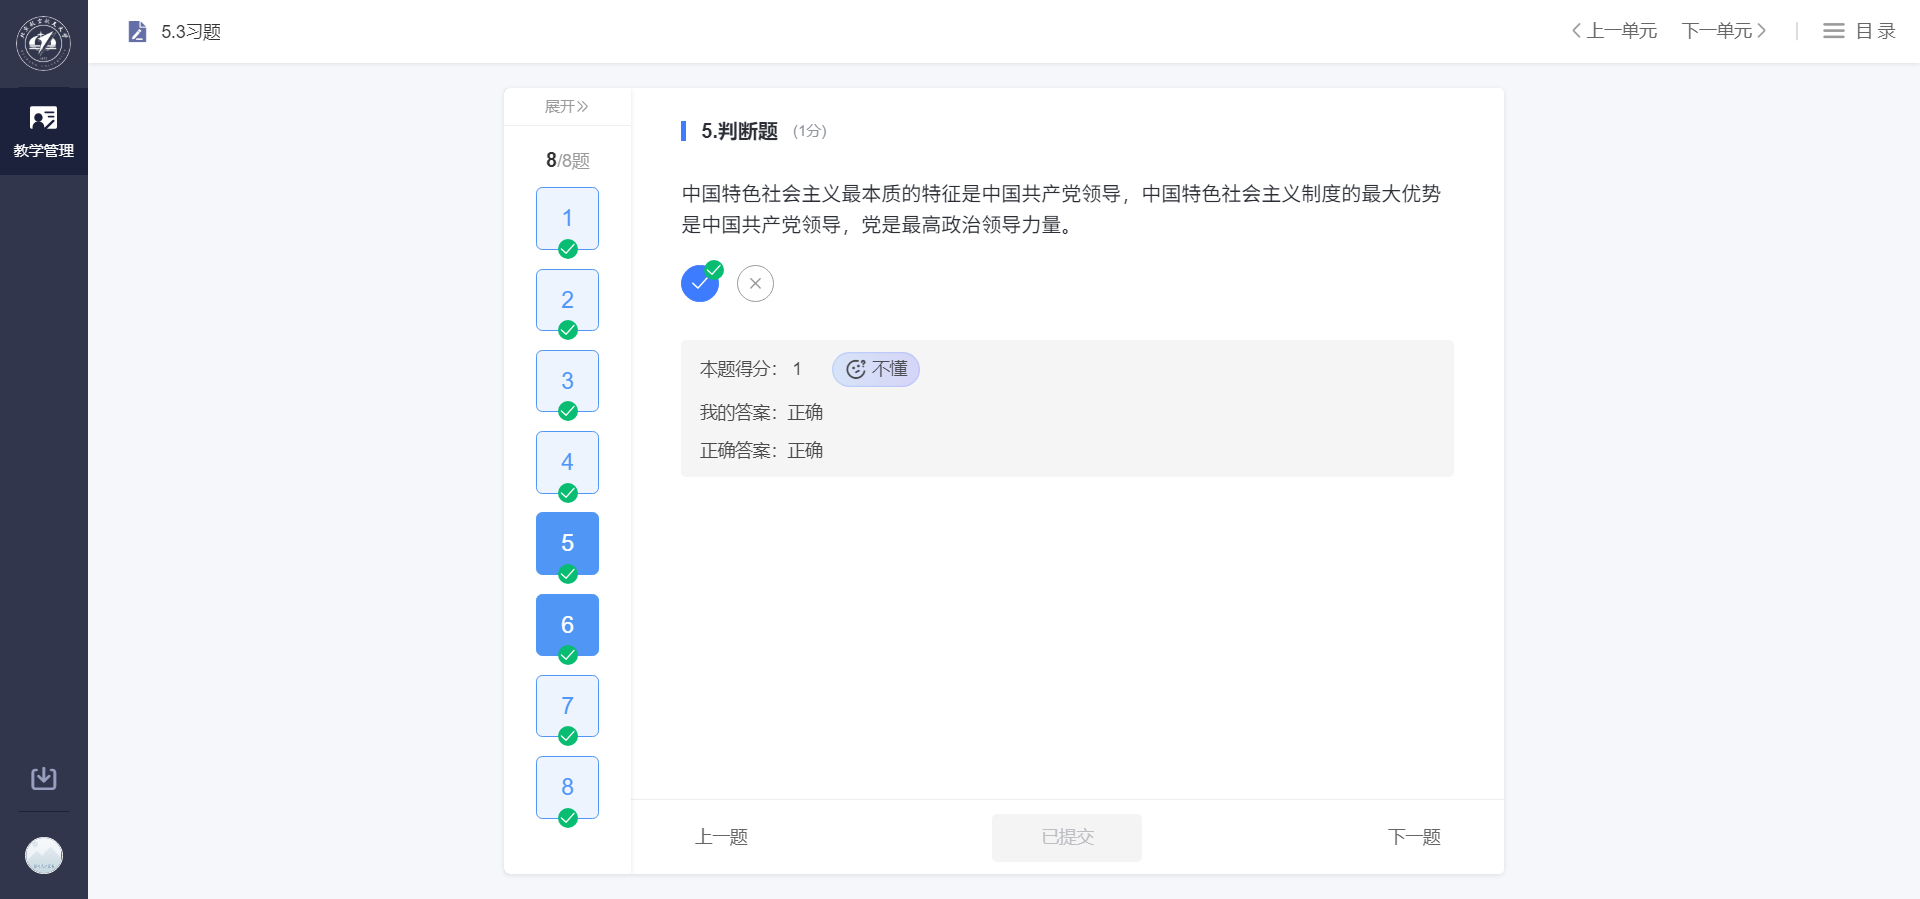 5.3习题
上一单元
下一单元
目录
教学管理
展开
8/8题
1
2
3
4
5
6
7
8
5.判断题 (1分)
中国特色社会主义最本质的特征是中国共产党领导，中国特色社会主义制度的最大优势
是中国共产党领导，党是最高政治领导力量。
本题得分： 1 不懂
我的答案：正确
正确答案：正确
上一题
已提交
下一题